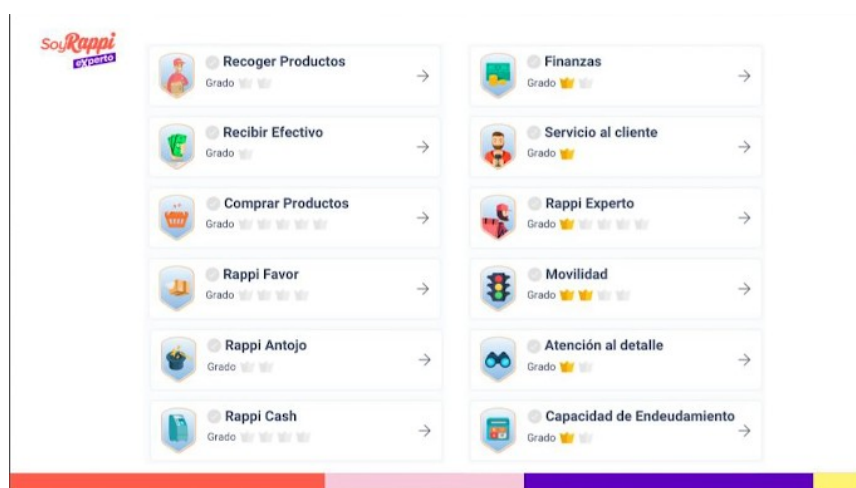 SoyRappi
experto
Recoger Productos
Grado
Recibir Efectivo
Grado
Comprar Productos
Grado
Rappi Favor
Grado
Rappi Antojo
Grado
Rappi Cash
Grado
Finanzas
Grado
Servicio al cliente
Grado
Rappi Experto
Grado
Movilidad
Grado
Atención al detalle
Grado
Capacidad de Endeudamiento
Grado